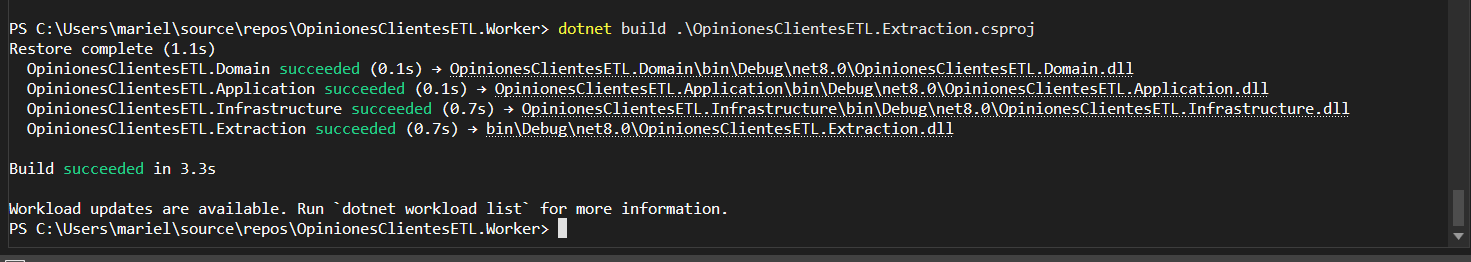 PS C:\Users\mariel\source\repos\OpinionesClientesETL.Worker> dotnet build .\OpinionesClientesETL.Extraction.csproj
Restore complete (1.1s)
  OpinionesClientesETL.Domain succeeded (0.1s) → OpinionesClientesETL.Domain\bin\Debug\net8.0\OpinionesClientesETL.Domain.dll
  OpinionesClientesETL.Application succeeded (0.1s) → OpinionesClientesETL.Application\bin\Debug\net8.0\OpinionesClientesETL.Application.dll
  OpinionesClientesETL.Infrastructure succeeded (0.7s) → OpinionesClientesETL.Infrastructure\bin\Debug\net8.0\OpinionesClientesETL.Infrastructure.dll
  OpinionesClientesETL.Extraction succeeded (0.7s) → bin\Debug\net8.0\OpinionesClientesETL.Extraction.dll

Build succeeded in 3.3s

Workload updates are available. Run `dotnet workload list` for more information.
PS C:\Users\mariel\source\repos\OpinionesClientesETL.Worker>